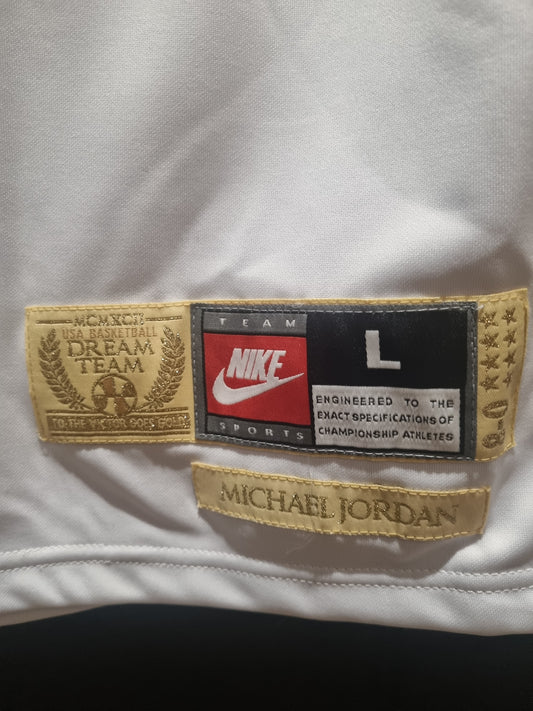 MCMXCII
USA BASKETBALL
DREAM
TEAM
TO THE VICTOR GOES GOLD
TEAM
NIKE
SPORTS
L
ENGINEERED TO THE
EXACT SPECIFICATIONS OF
CHAMPIONSHIP ATHLETES
8-0
MICHAEL JORDAN